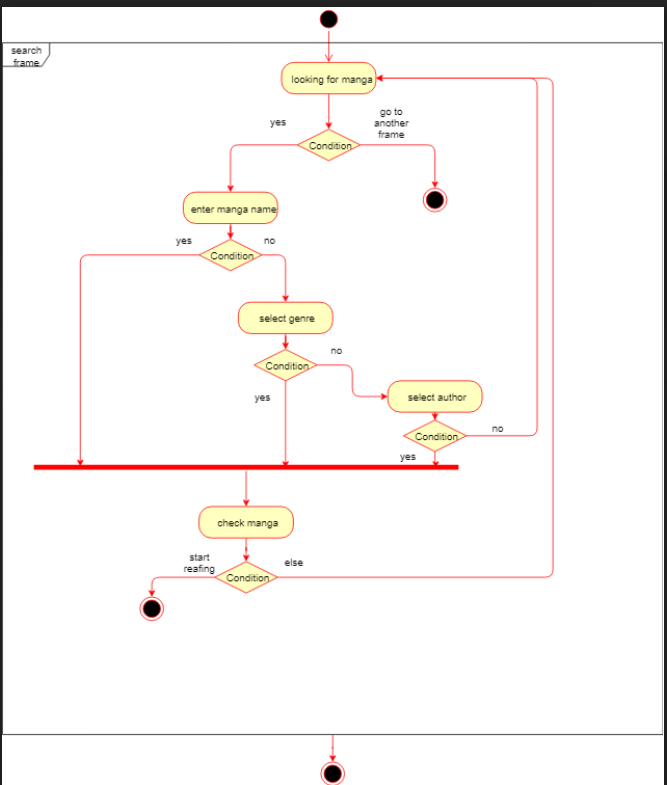 search
frame
looking for manga
go to
another
frame
yes
Condition
enter manga name
yes
no
Condition
select genre
no
Condition
yes
select author
no
Condition
yes
check manga
start
reafing
else
Condition